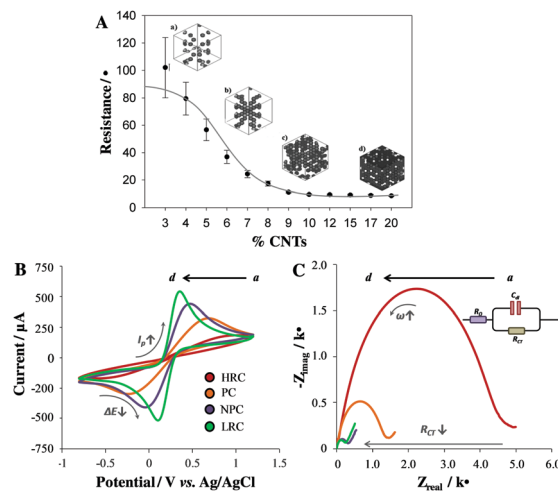 A
Resistance/•
140
120
100
80
60
40
20
0
a)
b)
c)
d)
3 4 5 6 7 8 9 10 12 15 17 20
% CNTs
B
d a
Current/ µA
750
500
250
0
-250
-500
-750
Ip↑
ΔE↓
HRC
PC
NPC
LRC
-1 -0.5 0 0.5 1 1.5
Potential/ V vs. Ag/AgCl
C
d a
-Zimag / k•
2.0
1.5
1.0
0.5
0.0
ω↑
RΩ
Cdl
RCT
RCT↓
0.0 1.0 2.0 3.0 4.0 5.0 6.0
Zreal / k•